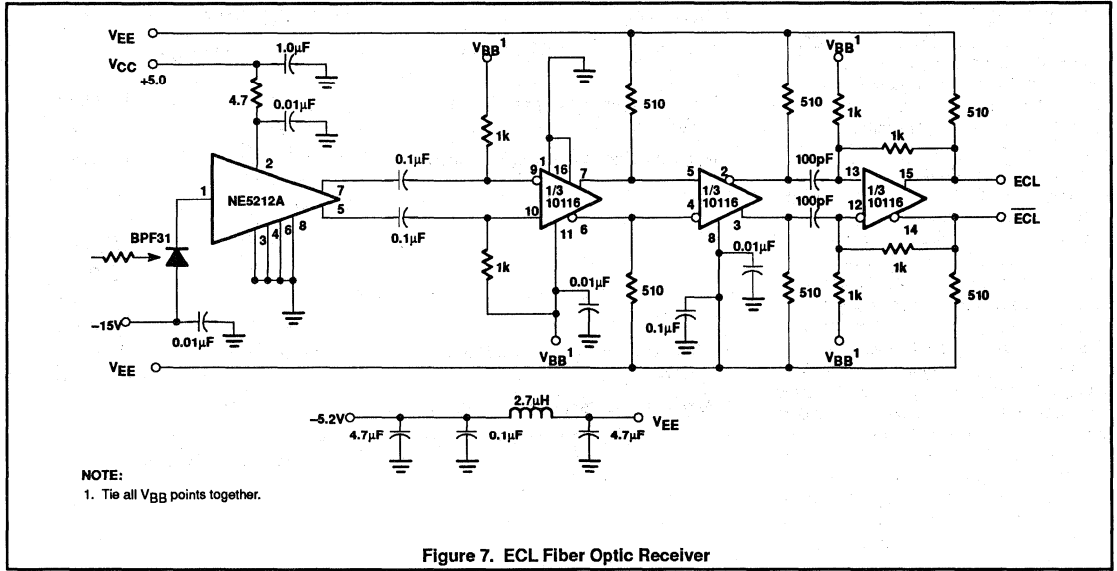 VEE
VCC
+5.0
1.0µF
4.7
0.01µF
2
1
NE5212A
7
5
3
4
6
8
BPF31
–15V
0.01µF
VEE
0.1µF
0.1µF
VBB1
1k
1k
9
10
1
16
1/3
10116
7
6
11
0.01µF
VBB1
510
510
5
4
1/3
10116
2
3
8
0.01µF
0.1µF
510
510
100pF
100pF
VBB1
1k
1k
13
12
1/3
10116
15
14
1k
1k
VBB1
510
510
ECL
ECL
–5.2V
4.7µF
0.1µF
2.7µH
4.7µF
VEE
NOTE:
1. Tie all VBB points together.
Figure 7. ECL Fiber Optic Receiver